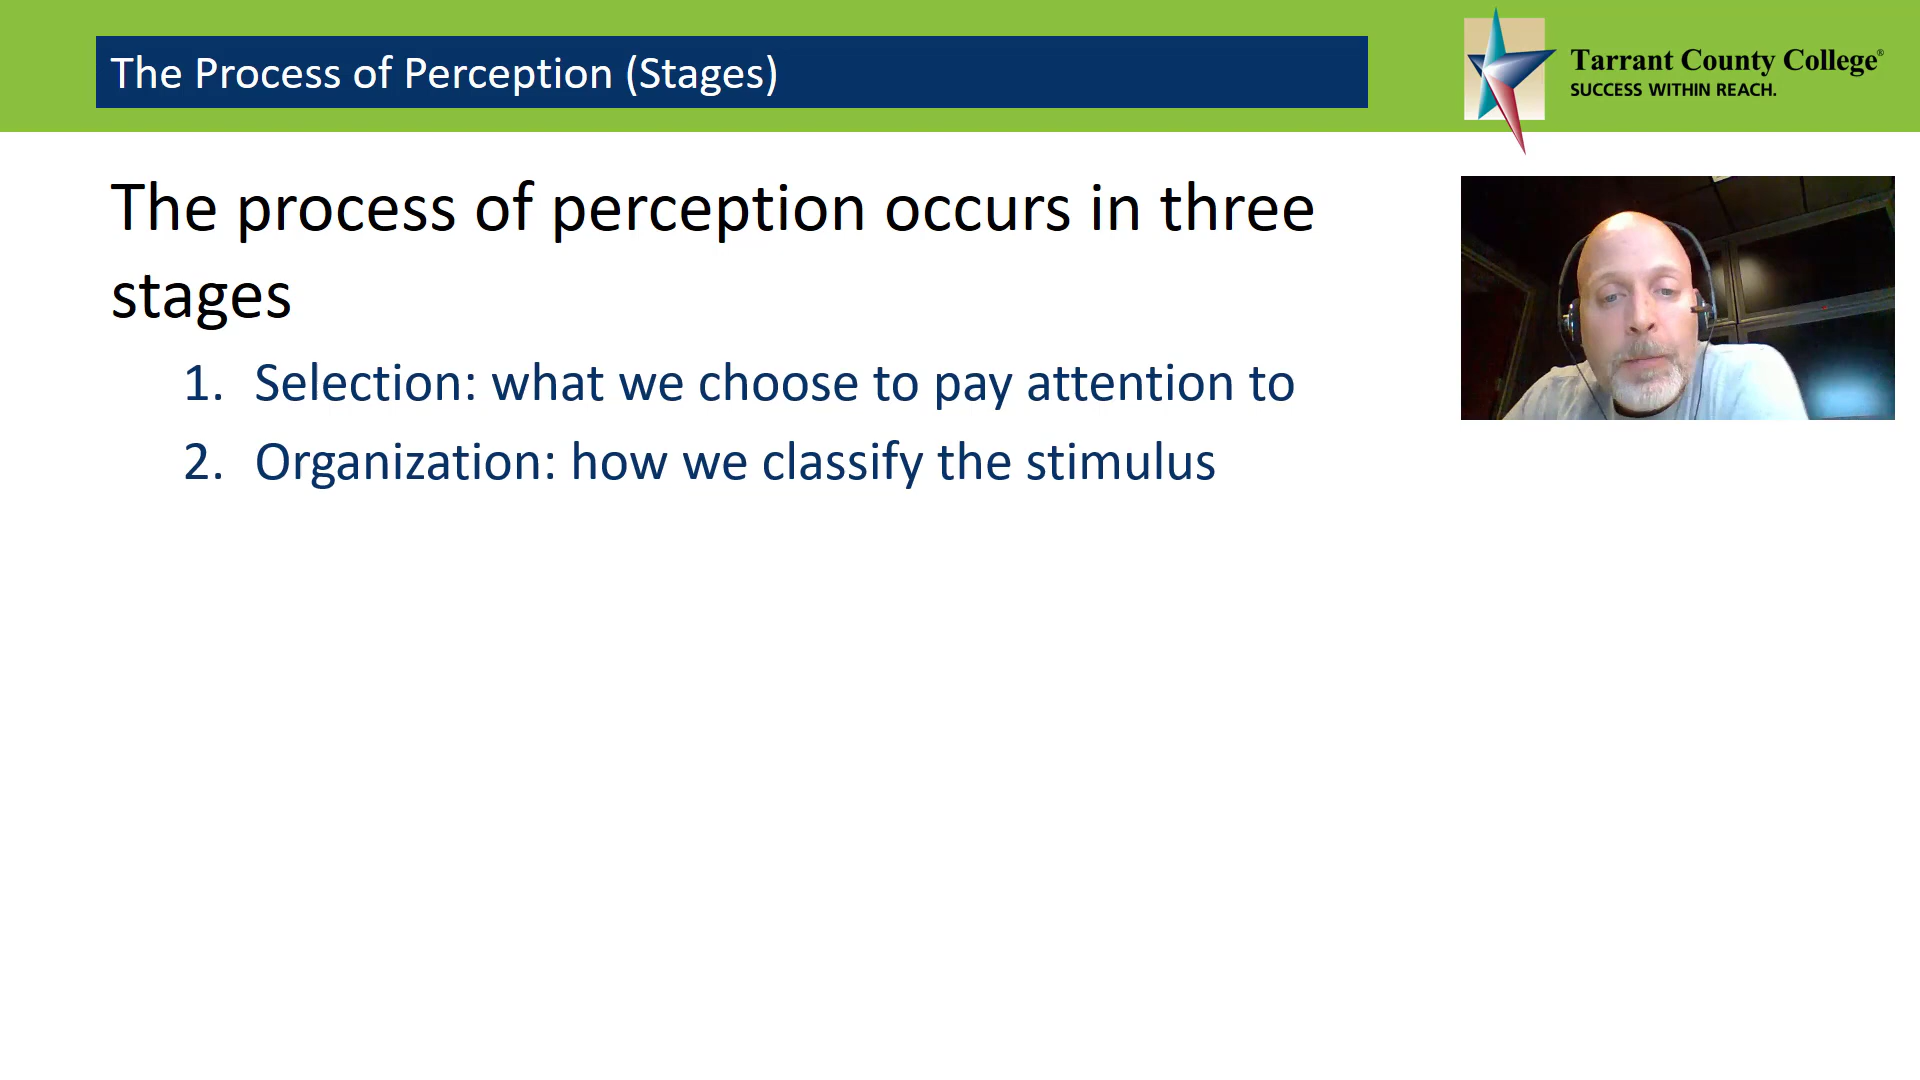 The Process of Perception (Stages)
Tarrant County College®
SUCCESS WITHIN REACH.
The process of perception occurs in three
stages
1. Selection: what we choose to pay attention to
2. Organization: how we classify the stimulus